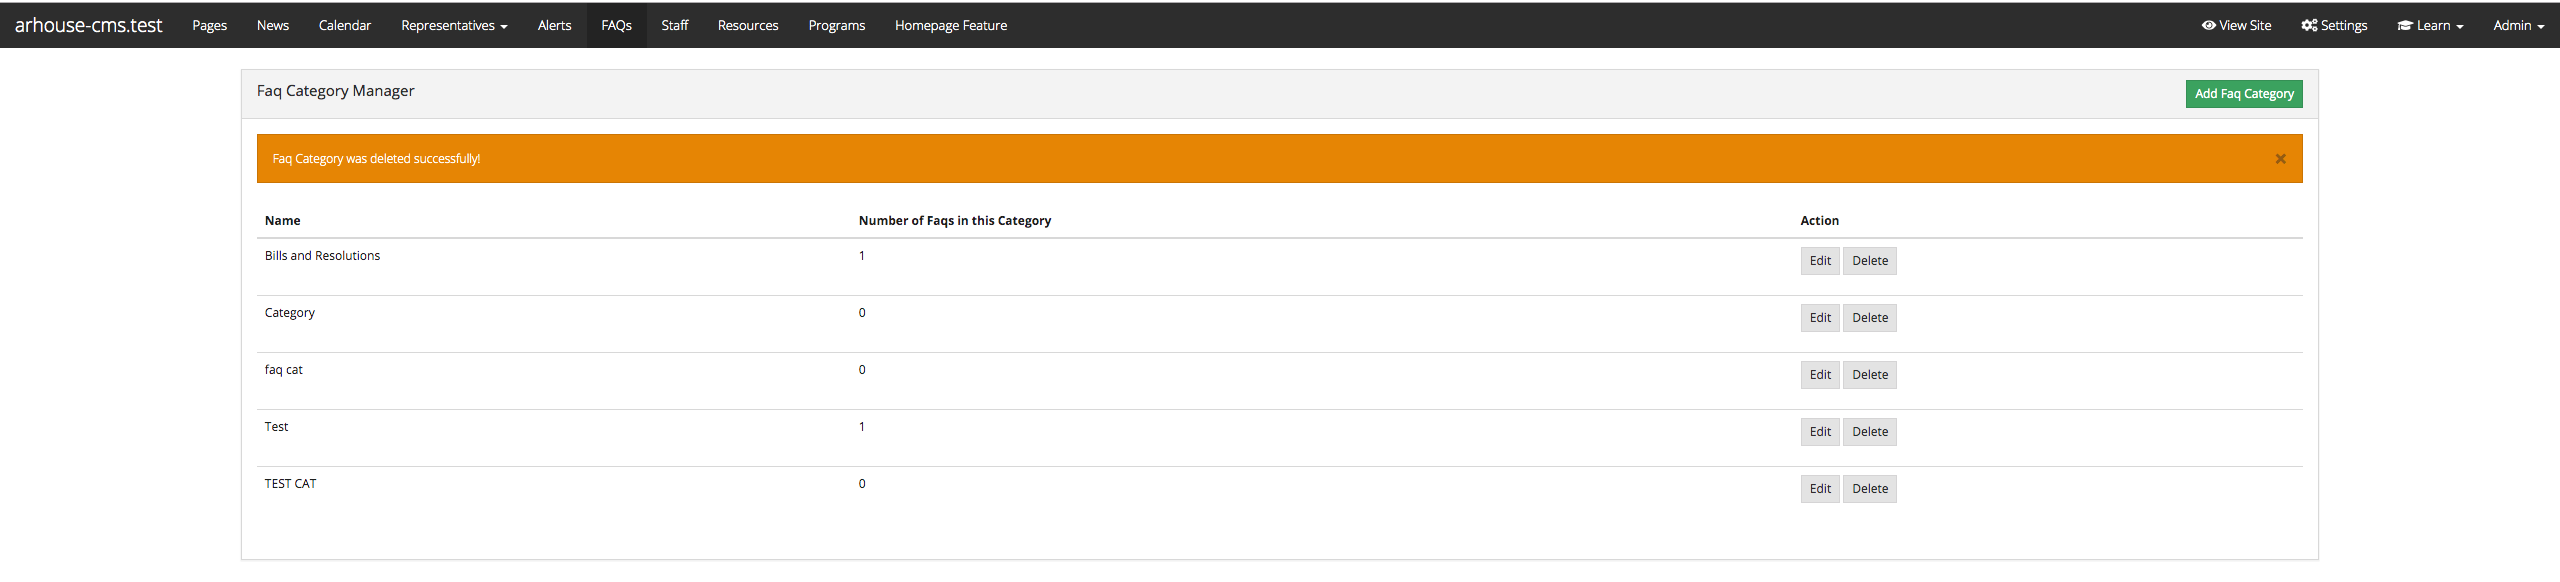 arhouse-cms.test Pages News Calendar Representatives Alerts FAQs Staff Resources Programs Homepage Feature View Site Settings Learn Admin
Faq Category Manager Add Faq Category
Faq Category was deleted successfully! ×
Name Number of Faqs in this Category Action
Bills and Resolutions 1 Edit Delete
Category 0 Edit Delete
faq cat 0 Edit Delete
Test 1 Edit Delete
TEST CAT 0 Edit Delete